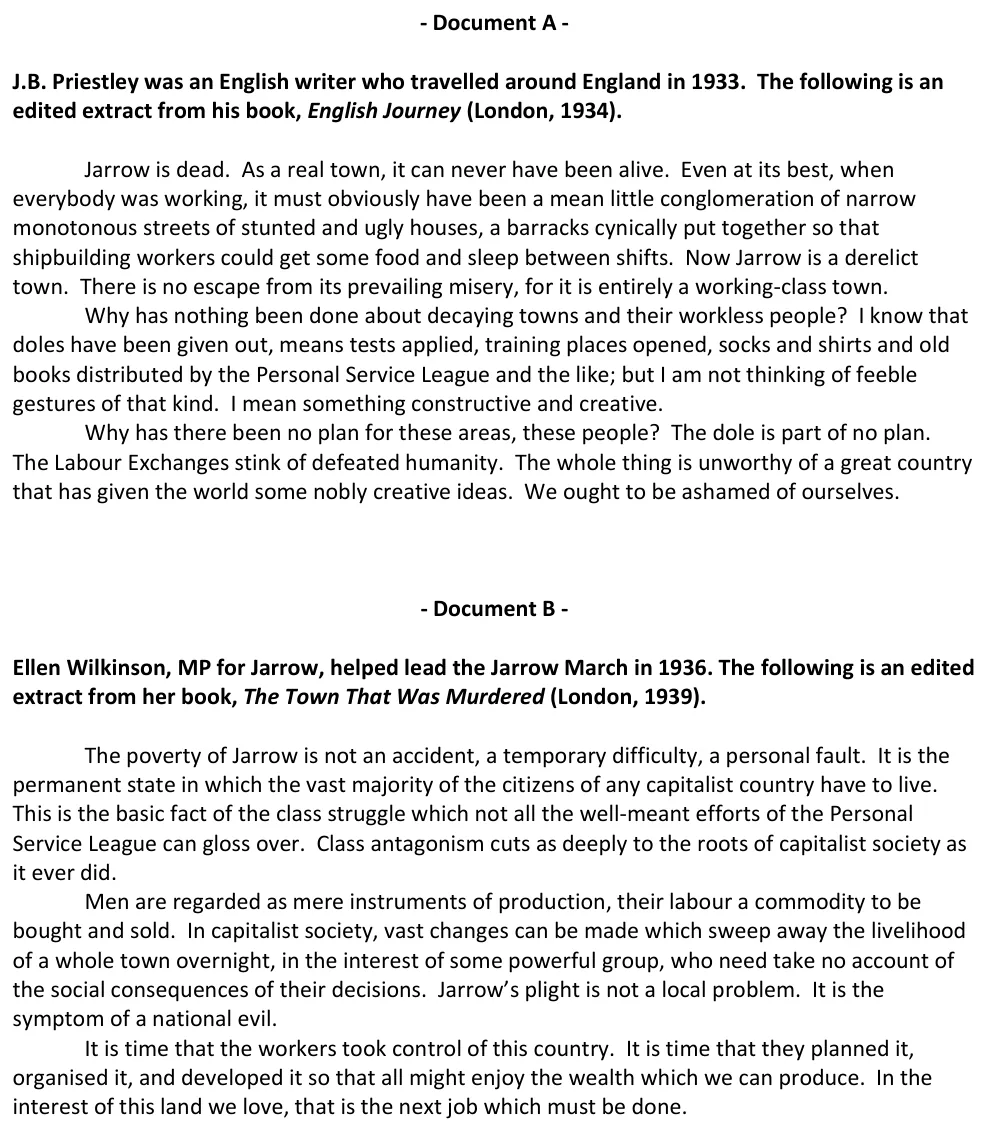 - Document A -
J.B. Priestley was an English writer who travelled around England in 1933. The following is an
edited extract from his book, English Journey (London, 1934).
Jarrow is dead. As a real town, it can never have been alive. Even at its best, when
everybody was working, it must obviously have been a mean little conglomeration of narrow
monotonous streets of stunted and ugly houses, a barracks cynically put together so that
shipbuilding workers could get some food and sleep between shifts. Now Jarrow is a derelict
town. There is no escape from its prevailing misery, for it is entirely a working-class town.
Why has nothing been done about decaying towns and their workless people? I know that
doles have been given out, means tests applied, training places opened, socks and shirts and old
books distributed by the Personal Service League and the like; but I am not thinking of feeble
gestures of that kind. I mean something constructive and creative.
Why has there been no plan for these areas, these people? The dole is part of no plan.
The Labour Exchanges stink of defeated humanity. The whole thing is unworthy of a great country
that has given the world some nobly creative ideas. We ought to be ashamed of ourselves.
- Document B -
Ellen Wilkinson, MP for Jarrow, helped lead the Jarrow March in 1936. The following is an edited
extract from her book, The Town That Was Murdered (London, 1939).
The poverty of Jarrow is not an accident, a temporary difficulty, a personal fault. It is the
permanent state in which the vast majority of the citizens of any capitalist country have to live.
This is the basic fact of the class struggle which not all the well-meant efforts of the Personal
Service League can gloss over. Class antagonism cuts as deeply to the roots of capitalist society as
it ever did.
Men are regarded as mere instruments of production, their labour a commodity to be
bought and sold. In capitalist society, vast changes can be made which sweep away the livelihood
of a whole town overnight, in the interest of some powerful group, who need take no account of
the social consequences of their decisions. Jarrow’s plight is not a local problem. It is the
symptom of a national evil.
It is time that the workers took control of this country. It is time that they planned it,
organised it, and developed it so that all might enjoy the wealth which we can produce. In the
interest of this land we love, that is the next job which must be done.